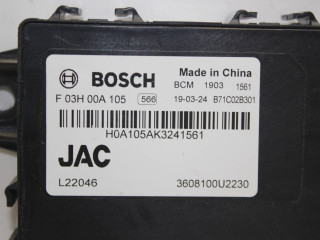 BOSCH
Made in China
BCM 1903 1561
F 03H 00A 105 566 19-03-24 B71C02B301
H0A105AK3241561
JAC
L22046 3608100U2230